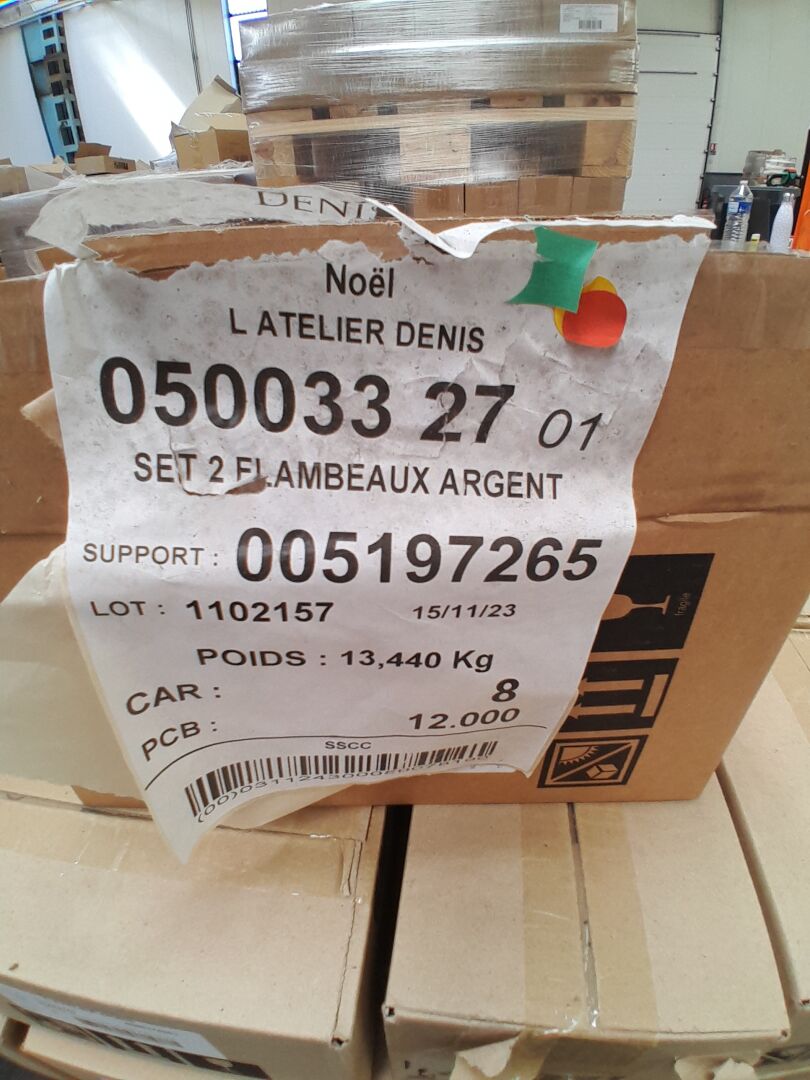 DENIS
Noël
L ATELIER DENIS
050033 27 01
SET 2 FLAMBEAUX ARGENT
SUPPORT : 005197265
LOT : 1102157 15/11/23
POIDS : 13,440 Kg
CAR : 8
PCB : 12.000
SSCC
fragile